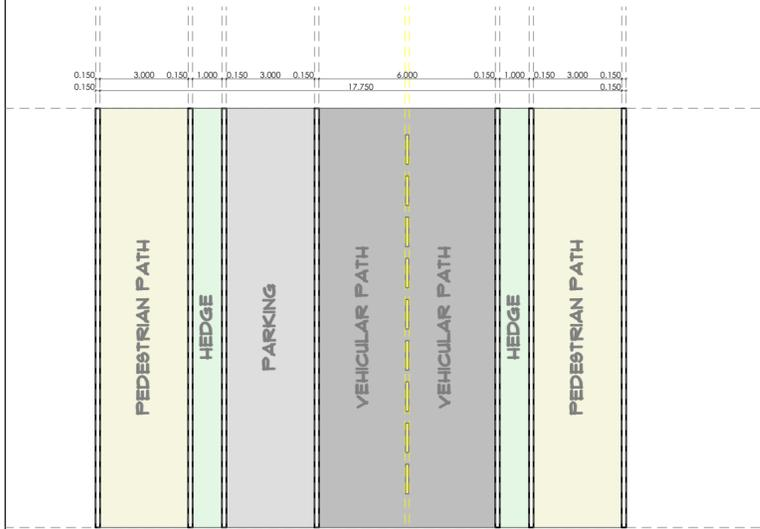 0.150 3.000 0.150 1.000 0.150 3.000 0.150 6.000 0.150 1.000 0.150 3.000 0.150
0.150 17.750 0.150
PEDESTRIAN PATH
HEDGE
PARKING
VEHICULAR PATH
VEHICULAR PATH
HEDGE
PEDESTRIAN PATH